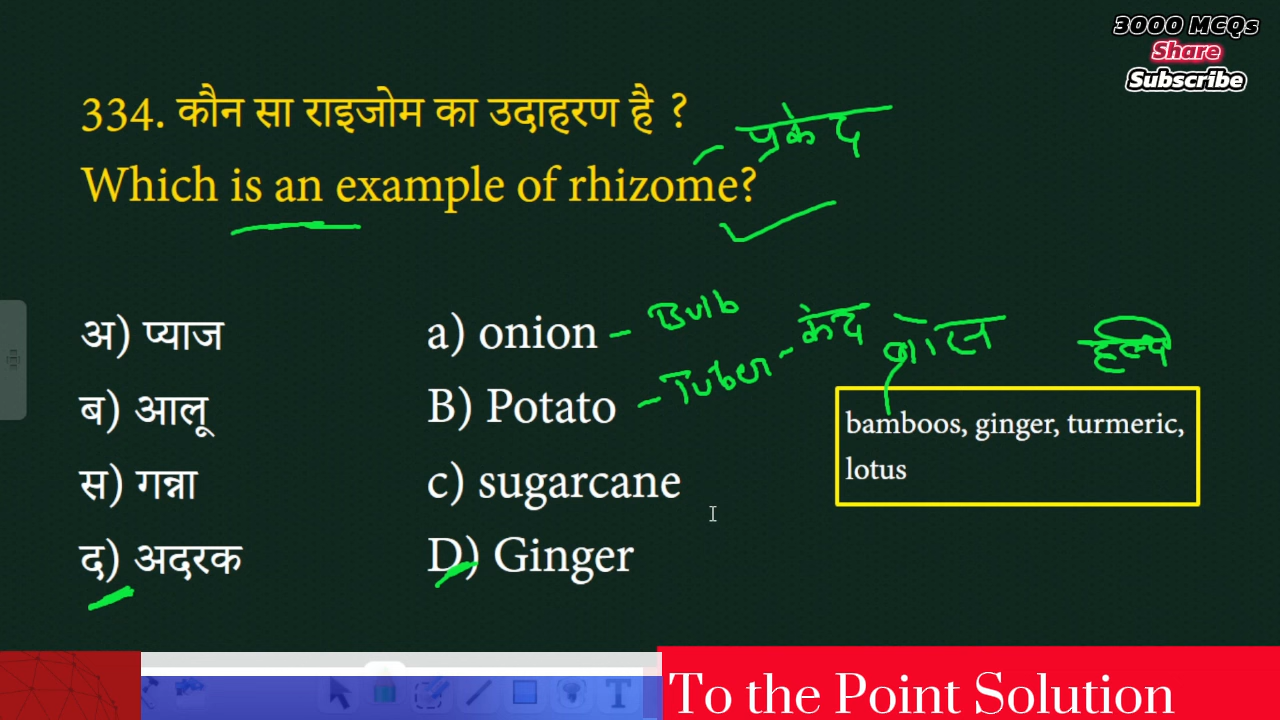 3000 MCQs
Share
Subscribe
334. कौन सा राइजोम का उदाहरण है ?
प्रकंद
Which is an example of rhizome?
अ) प्याज
a) onion - Bulb
ब) आलू
B) Potato - Tuber - कंद
बांस
bamboos, ginger, turmeric,
lotus
स) गन्ना
c) sugarcane
द) अदरक
D) Ginger
T
To the Point Solution